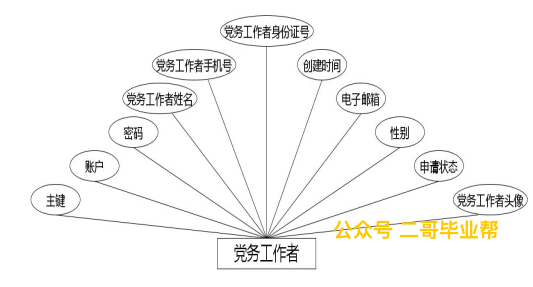 党务工作者身份证号
党务工作者手机号
创建时间
党务工作者姓名
电子邮箱
密码
性别
账户
申请状态
主键
党务工作者头像
公众号 二哥毕业帮
党务工作者